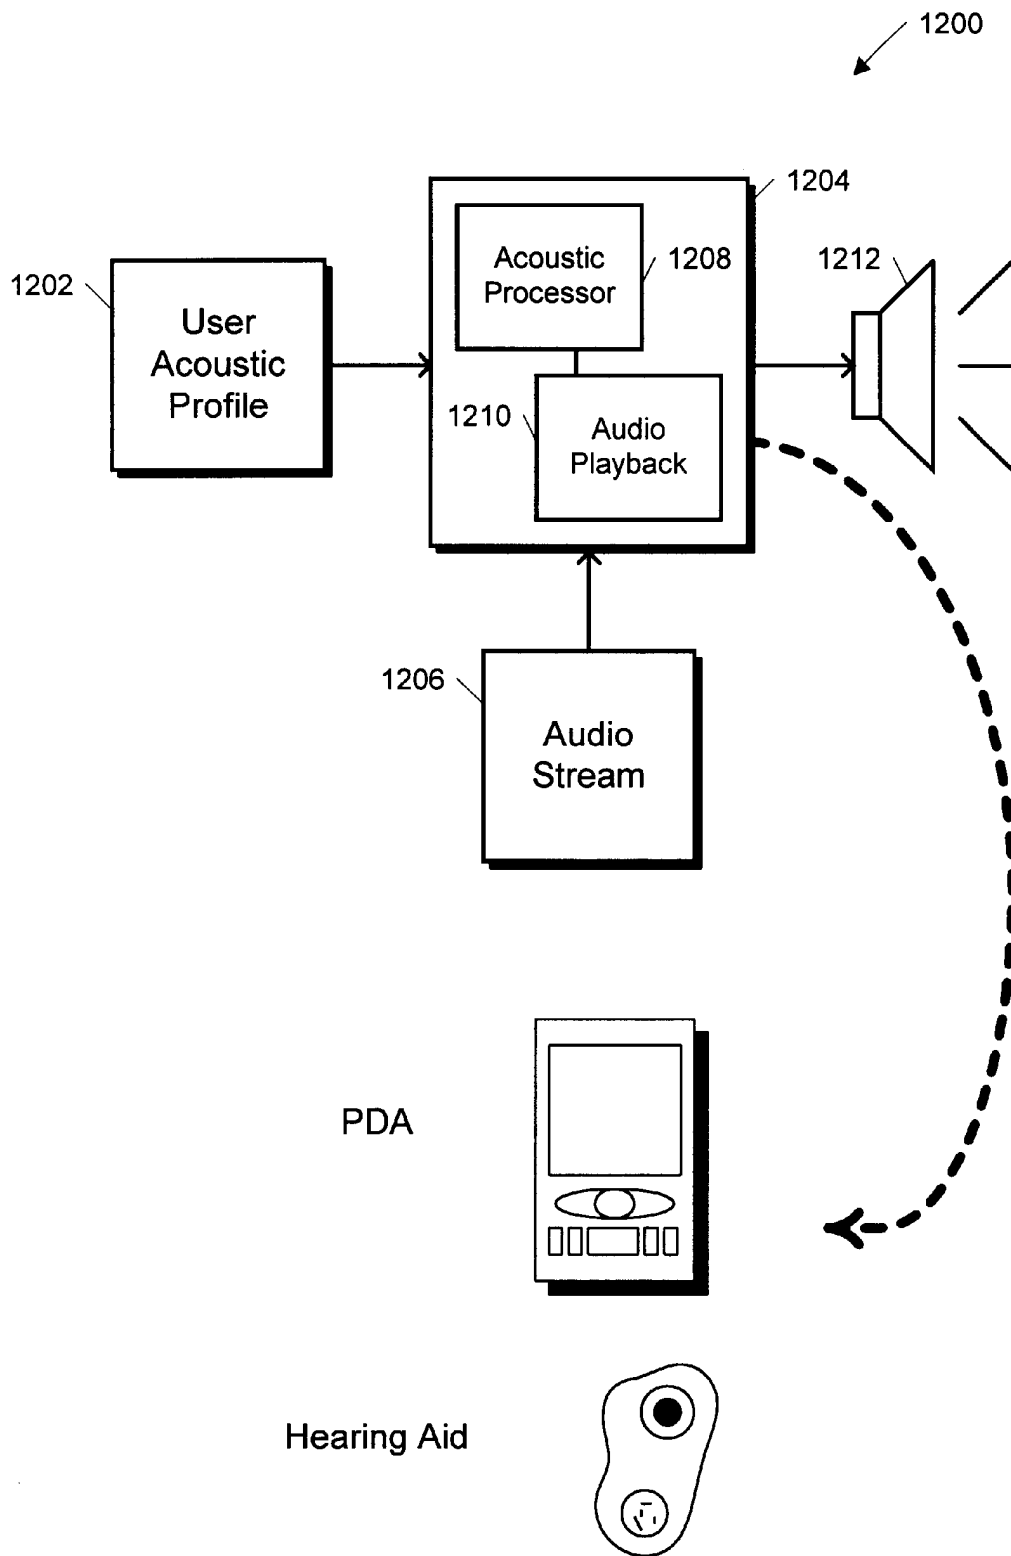 1200
1204
Acoustic
Processor
1208
1212
1202
User
Acoustic
Profile
1210
Audio
Playback
1206
Audio
Stream
PDA
Hearing Aid